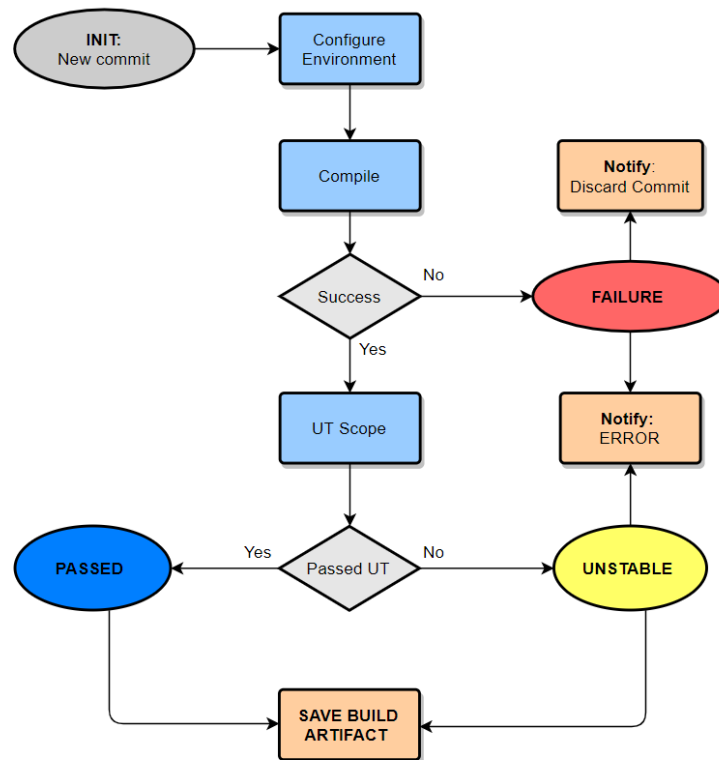 INIT:
New commit
Configure
Environment
Compile
Notify:
Discard Commit
Success
No
FAILURE
Yes
UT Scope
Notify:
ERROR
PASSED
Yes
Passed UT
No
UNSTABLE
SAVE BUILD
ARTIFACT